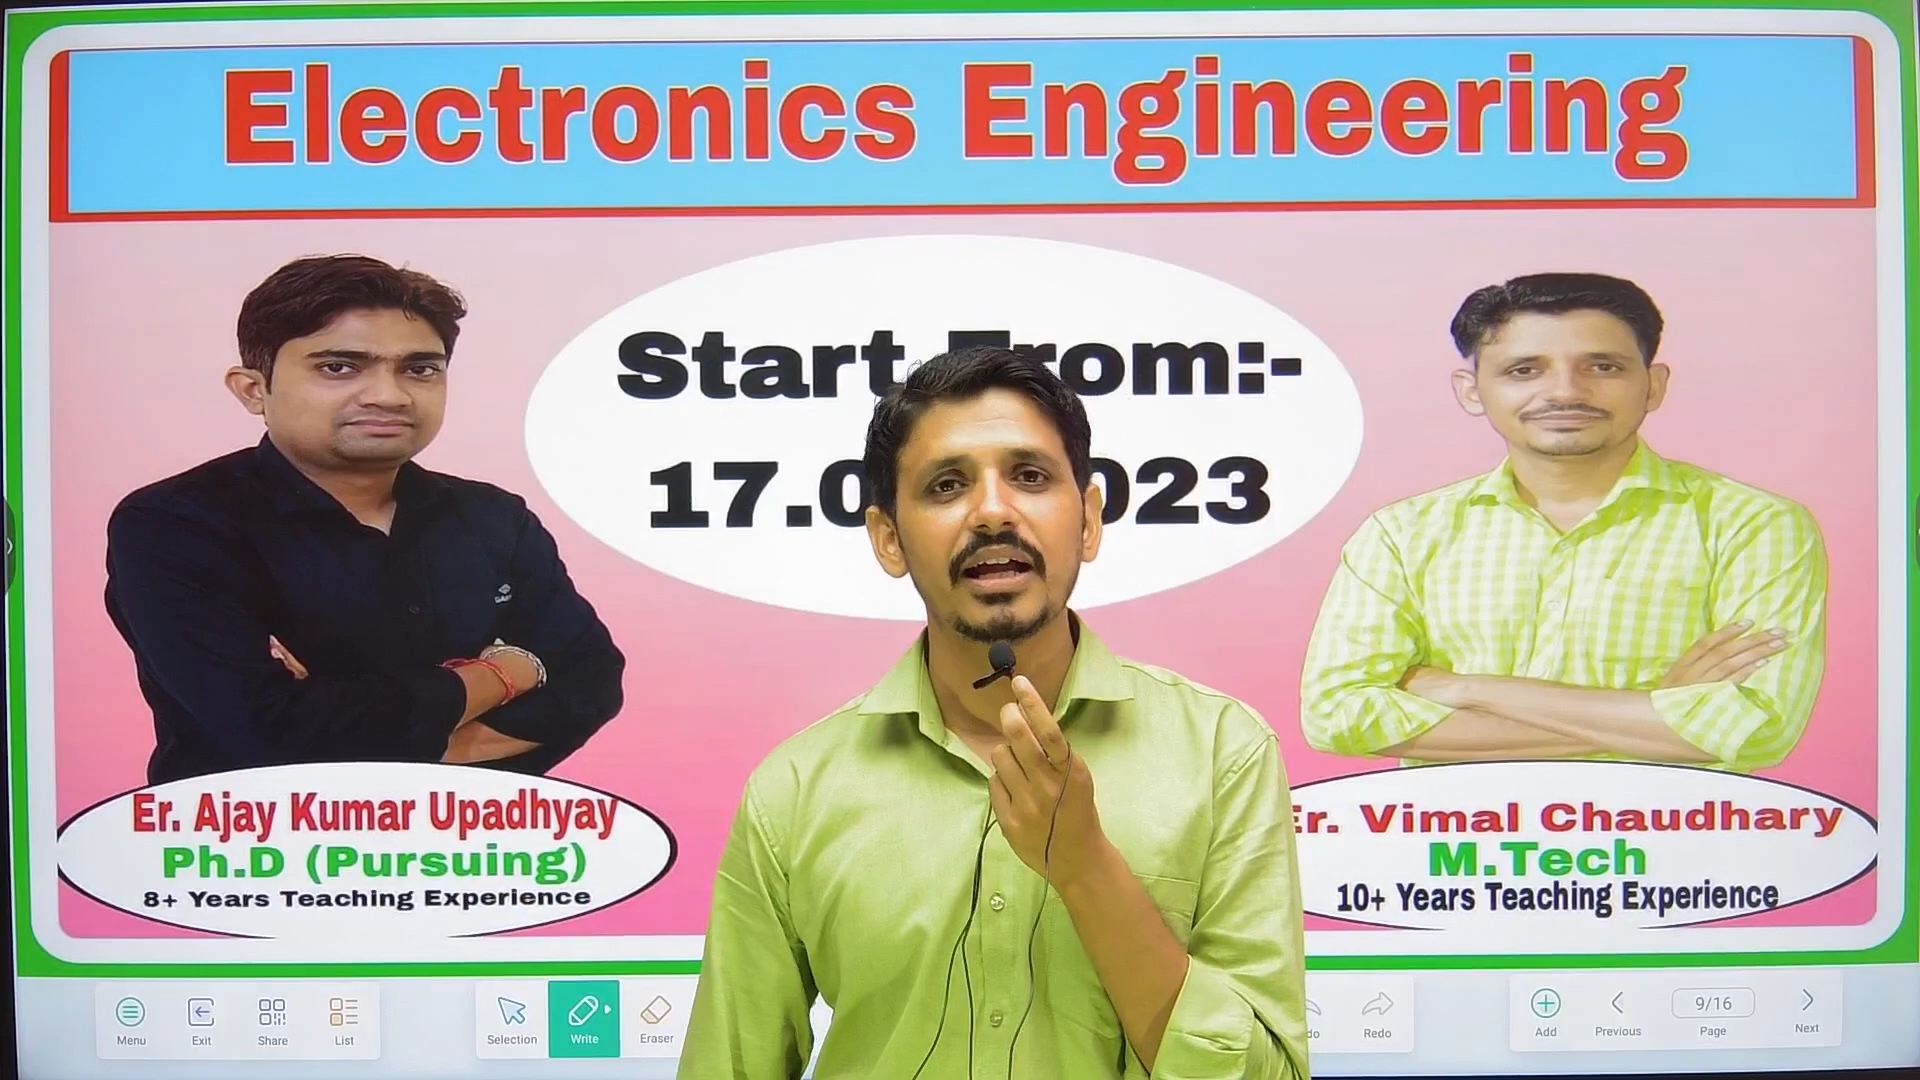 Electronics Engineering
Start From:-
17.0 023
Er. Ajay Kumar Upadhyay
Ph.D (Pursuing)
8+ Years Teaching Experience
Er. Vimal Chaudhary
M.Tech
10+ Years Teaching Experience
Menu
Exit
Share
List
Selection
Write
Eraser
Redo
Add
Previous
9/16
Page
Next